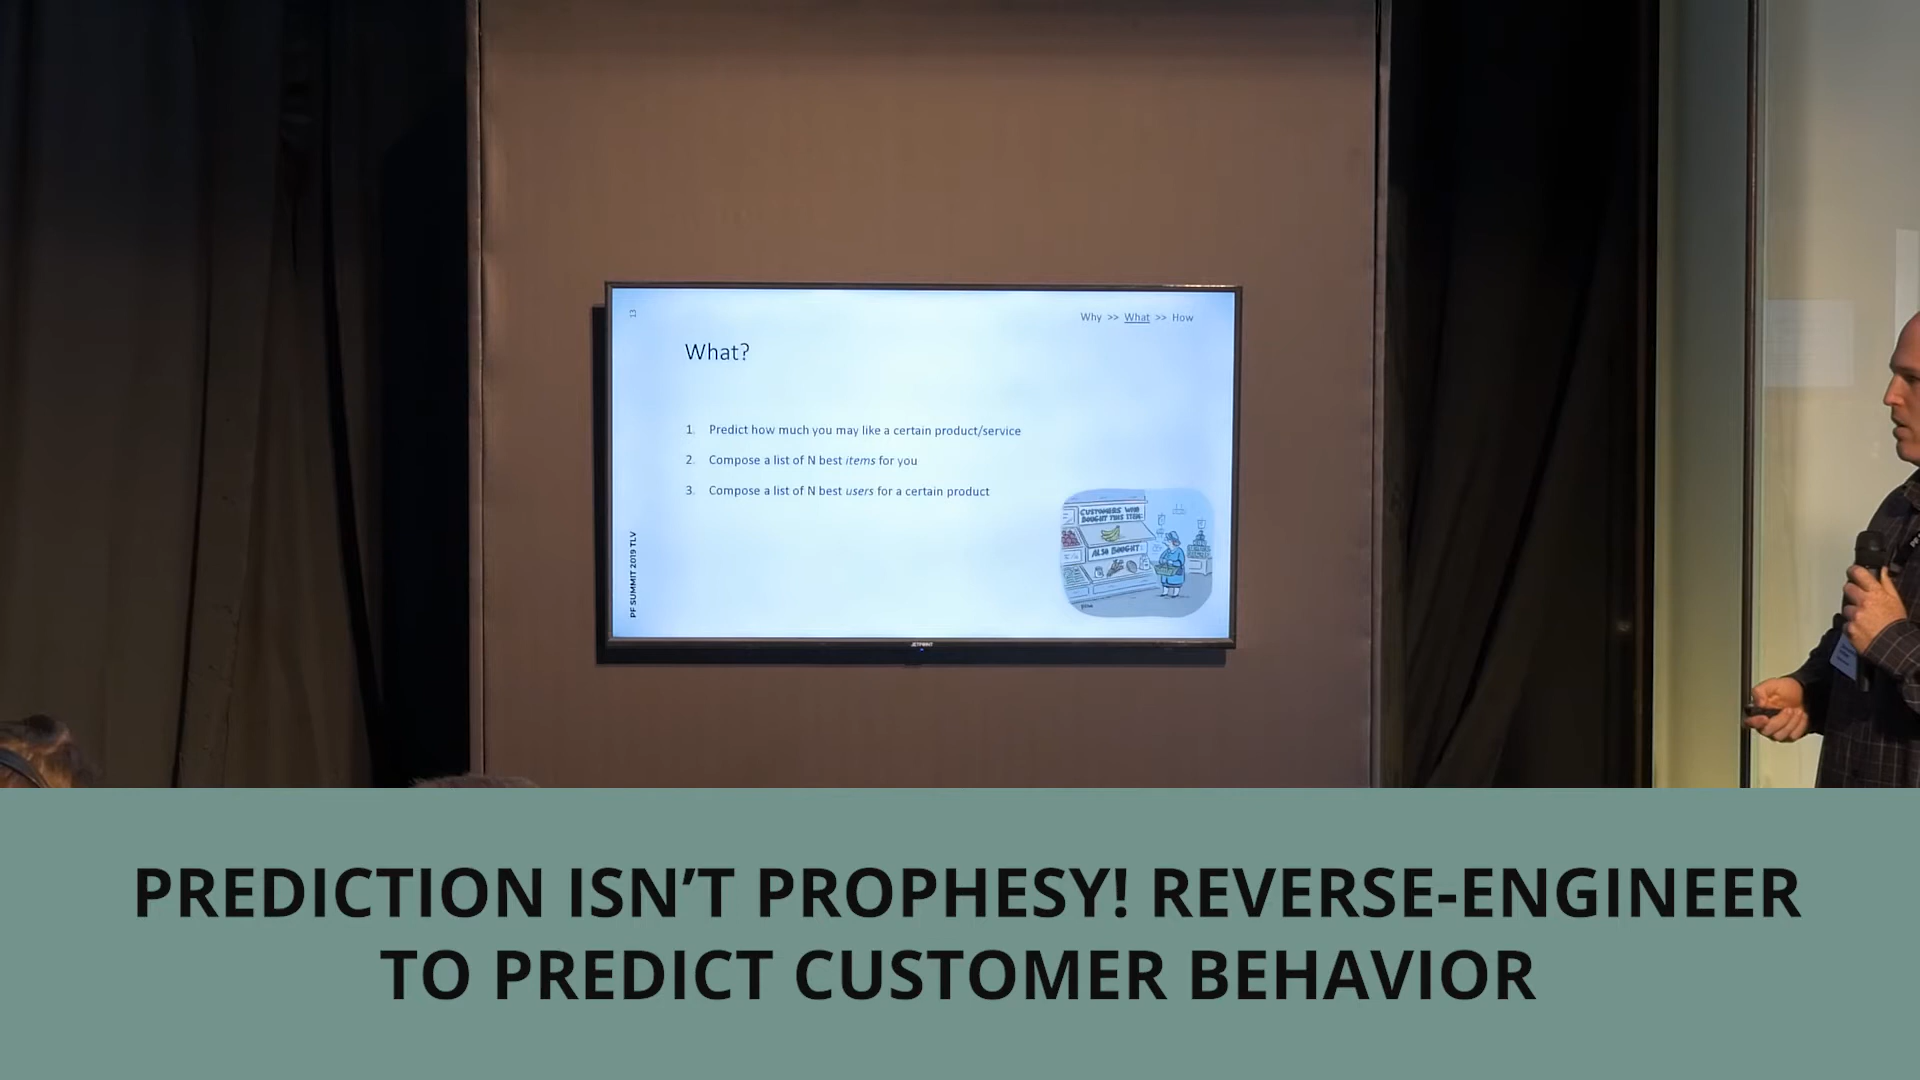 13
Why >> What >> How
What?
1. Predict how much you may like a certain product/service
2. Compose a list of N best items for you
3. Compose a list of N best users for a certain product
CUSTOMERS WHO
BOUGHT THIS ITEM:
ALSO BOUGHT:
PF SUMMIT 2019 TLV
PREDICTION ISN’T PROPHESY! REVERSE-ENGINEER
TO PREDICT CUSTOMER BEHAVIOR